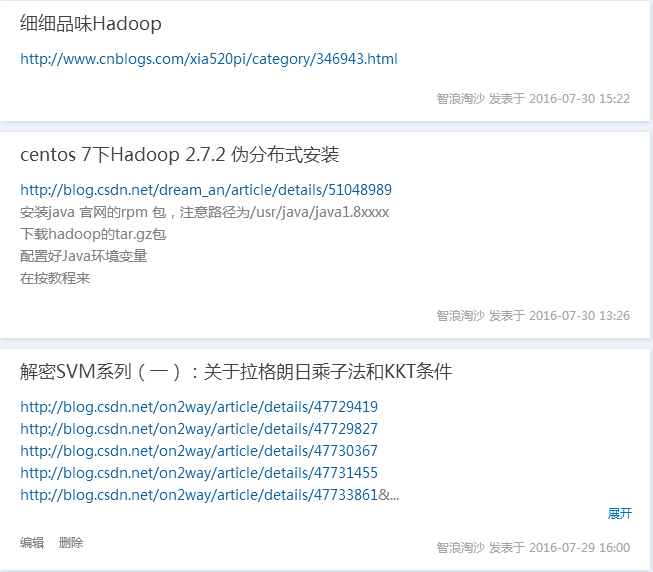 细细品味Hadoop
http://www.cnblogs.com/xia520pi/category/346943.html
智浪淘沙 发表于 2016-07-30 15:22
centos 7下Hadoop 2.7.2 伪分布式安装
http://blog.csdn.net/dream_an/article/details/51048989
安装java 官网的rpm 包，注意路径为/usr/java/java1.8xxxx
下载hadoop的tar.gz包
配置好Java环境变量
在按教程来
智浪淘沙 发表于 2016-07-30 13:26
解密SVM系列（一）：关于拉格朗日乘子法和KKT条件
http://blog.csdn.net/on2way/article/details/47729419
http://blog.csdn.net/on2way/article/details/47729827
http://blog.csdn.net/on2way/article/details/47730367
http://blog.csdn.net/on2way/article/details/47731455
http://blog.csdn.net/on2way/article/details/47733861&...
展开
编辑 删除 智浪淘沙 发表于 2016-07-29 16:00